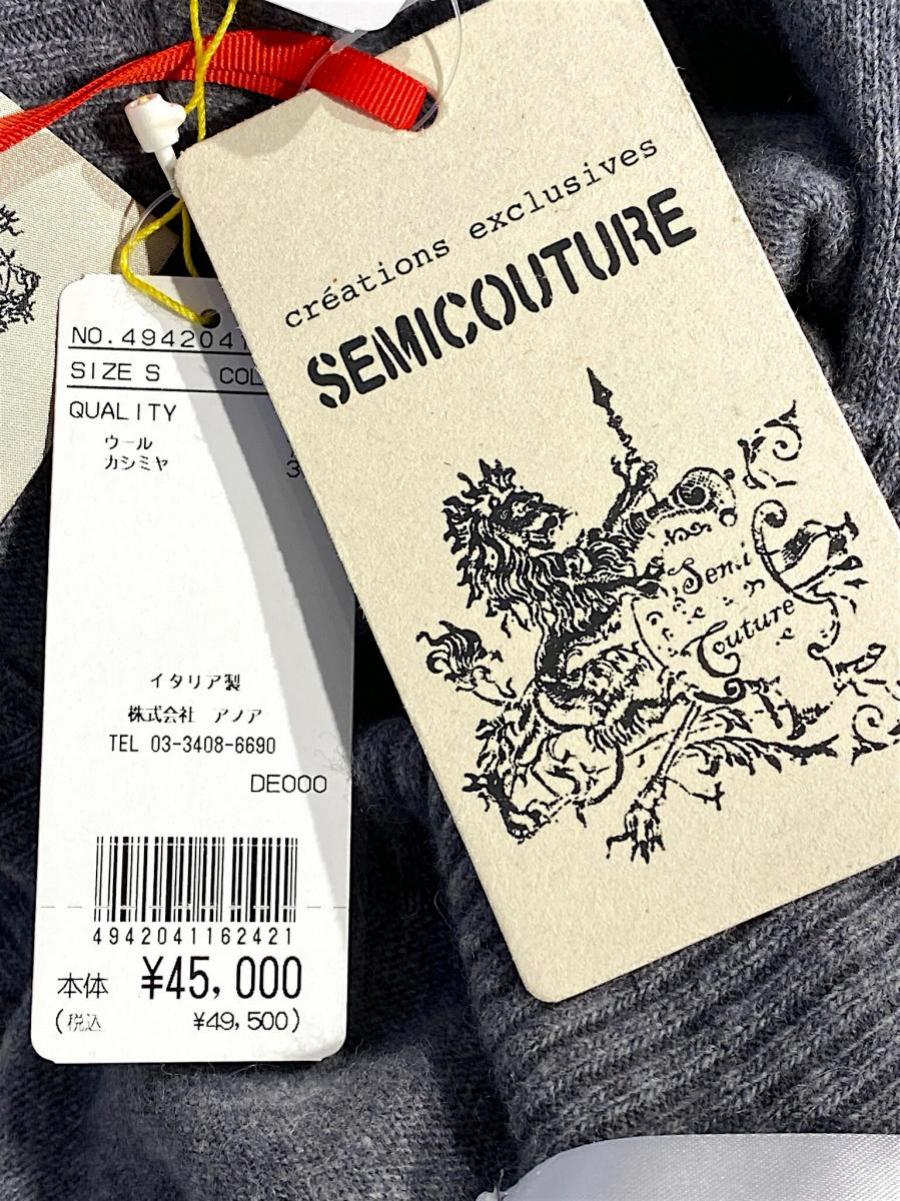 créations exclusives
SEMICOUTURE
Semi
Couture
NO.494204
SIZE S COL
QUALITY
ウール
カシミヤ 3
イタリア製
株式会社 アノア
TEL 03-3408-6690
DE000
4942041162421
本体 ¥45,000
(税込 ¥49,500)